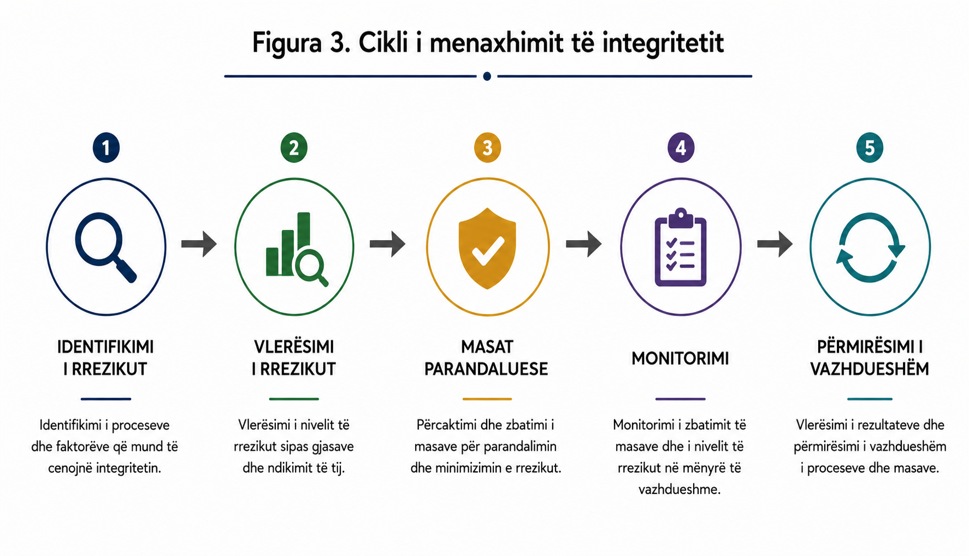 Figura 3. Cikli i menaxhimit të integritetit
1
2
3
4
5
IDENTIFIKIMI
I RREZIKUT
Identifikimi i proceseve
dhe faktorëve që mund të
cenojnë integritetin.
VLERËSIMI
I RREZIKUT
Vlerësimi i nivelit të
rrezikut sipas gjasave
dhe ndikimit të tij.
MASAT
PARANDALUESE
Përcaktimi dhe zbatimi i
masave për parandalimin
dhe minimizimin e rrezikut.
MONITORIMI
Monitorimi i zbatimit të
masave dhe i nivelit të
rrezikut në mënyrë të
vazhdueshme.
PËRMIRËSIMI I
VAZHDUESHËM
Vlerësimi i rezultateve dhe
përmirësimi i vazhdueshëm
i proceseve dhe masave.